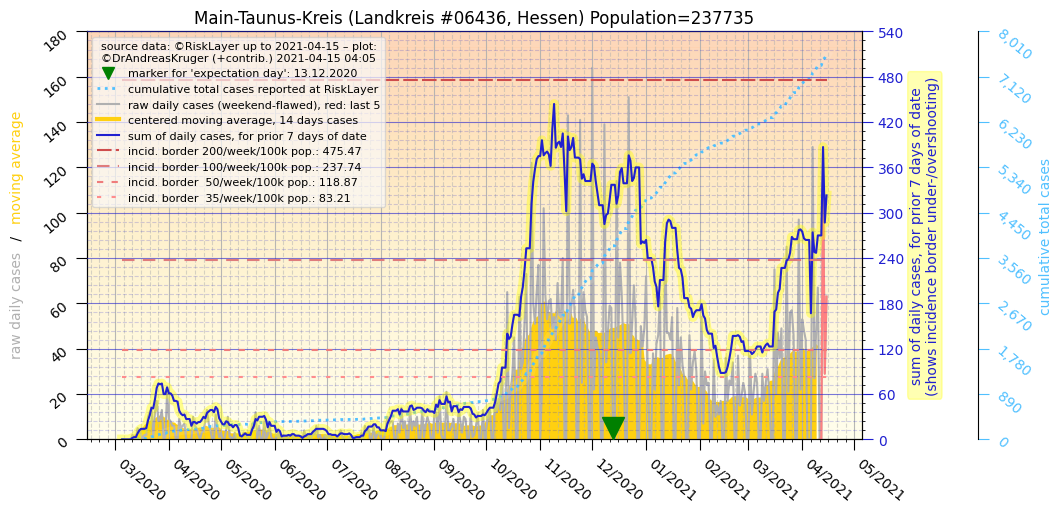 Main-Taunus-Kreis (Landkreis #06436, Hessen) Population=237735
source data: ©RiskLayer up to 2021-04-15 – plot:
©DrAndreasKruger (+contrib.) 2021-04-15 04:05
marker for 'expectation day': 13.12.2020
cumulative total cases reported at RiskLayer
raw daily cases (weekend-flawed), red: last 5
centered moving average, 14 days cases
sum of daily cases, for prior 7 days of date
incid. border 200/week/100k pop.: 475.47
incid. border 100/week/100k pop.: 237.74
incid. border  50/week/100k pop.: 118.87
incid. border  35/week/100k pop.: 83.21
raw daily cases / moving average
180
160
140
120
100
80
60
40
20
0
03/2020
04/2020
05/2020
06/2020
07/2020
08/2020
09/2020
10/2020
11/2020
12/2020
01/2021
02/2021
03/2021
04/2021
05/2021
540
480
420
360
300
240
180
120
60
0
sum of daily cases, for prior 7 days of date
(shows incidence border under-/overshooting)
8,010
7,120
6,230
5,340
4,450
3,560
2,670
1,780
890
0
cumulative total cases